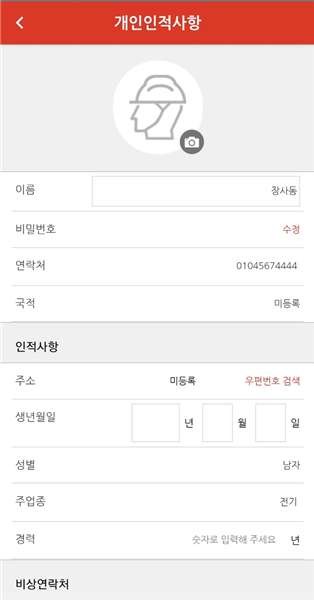 개인인적사항
이름 장사동
비밀번호 수정
연락처 01045674444
국적 미등록
인적사항
주소 미등록 우편번호 검색
생년월일 년 월 일
성별 남자
주업종 전기
경력 숫자로 입력해 주세요 년
비상연락처